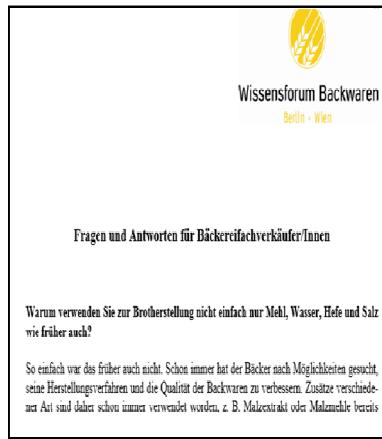 Wissensforum Backwaren
Berlin - Wien
Fragen und Antworten für Bäckereifachverkäufer/Innen
Warum verwenden Sie zur Brotherstellung nicht einfach nur Mehl, Wasser, Hefe und Salz
wie früher auch?
So einfach war das früher auch nicht. Schon immer hat der Bäcker nach Möglichkeiten gesucht,
seine Herstellungsverfahren und die Qualität der Backwaren zu verbessern. Zusätze verschiede-
ner Art sind daher schon immer verwendet worden, z. B. Malzextrakt oder Malzmehle bereits